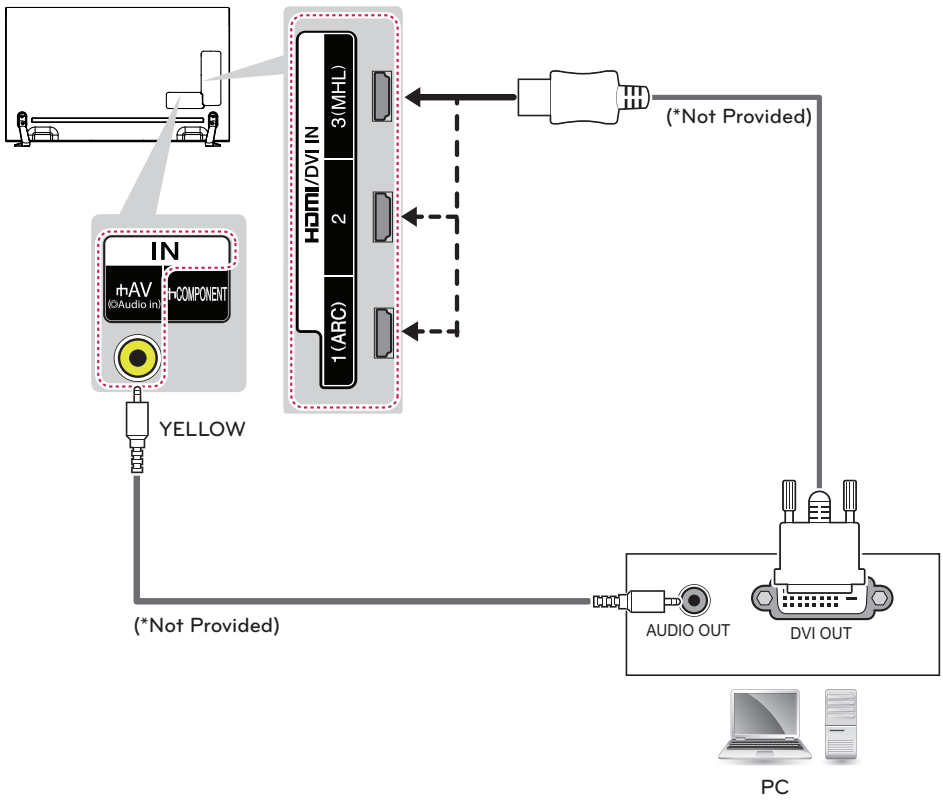 HDMI/DVI IN
3(MHL)
2
1(ARC)
(*Not Provided)
IN
AV
(Audio in)
COMPONENT
YELLOW
(*Not Provided)
AUDIO OUT
DVI OUT
PC